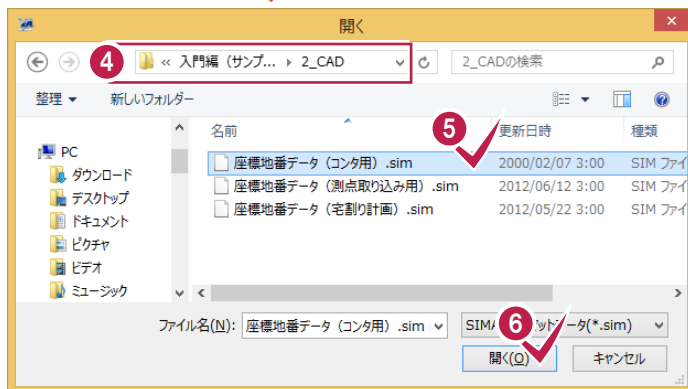 開く
4
« 入門編（サンプ... ▸ 2_CAD
2_CADの検索
整理 ▼ 新しいフォルダー
5
名前 更新日時 種類
PC
ダウンロード
デスクトップ
ドキュメント
ピクチャ
ビデオ
ミュージック
座標地番データ（コンタ用）.sim 2000/02/07 3:00 SIM ファイ
座標地番データ（測点取り込み用）.sim 2012/06/12 3:00 SIM ファイ
座標地番データ（宅割り計画）.sim 2012/05/22 3:00 SIM ファイ
ファイル名(N): 座標地番データ（コンタ用）.sim
6
(*.sim)
開く(O) キャンセル